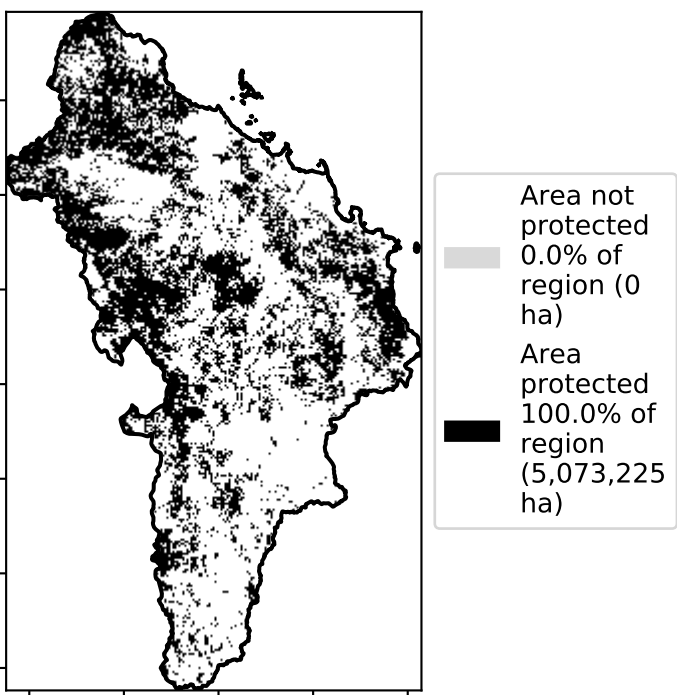 Area not
protected
0.0% of
region (0
ha)
Area
protected
100.0% of
region
(5,073,225
ha)